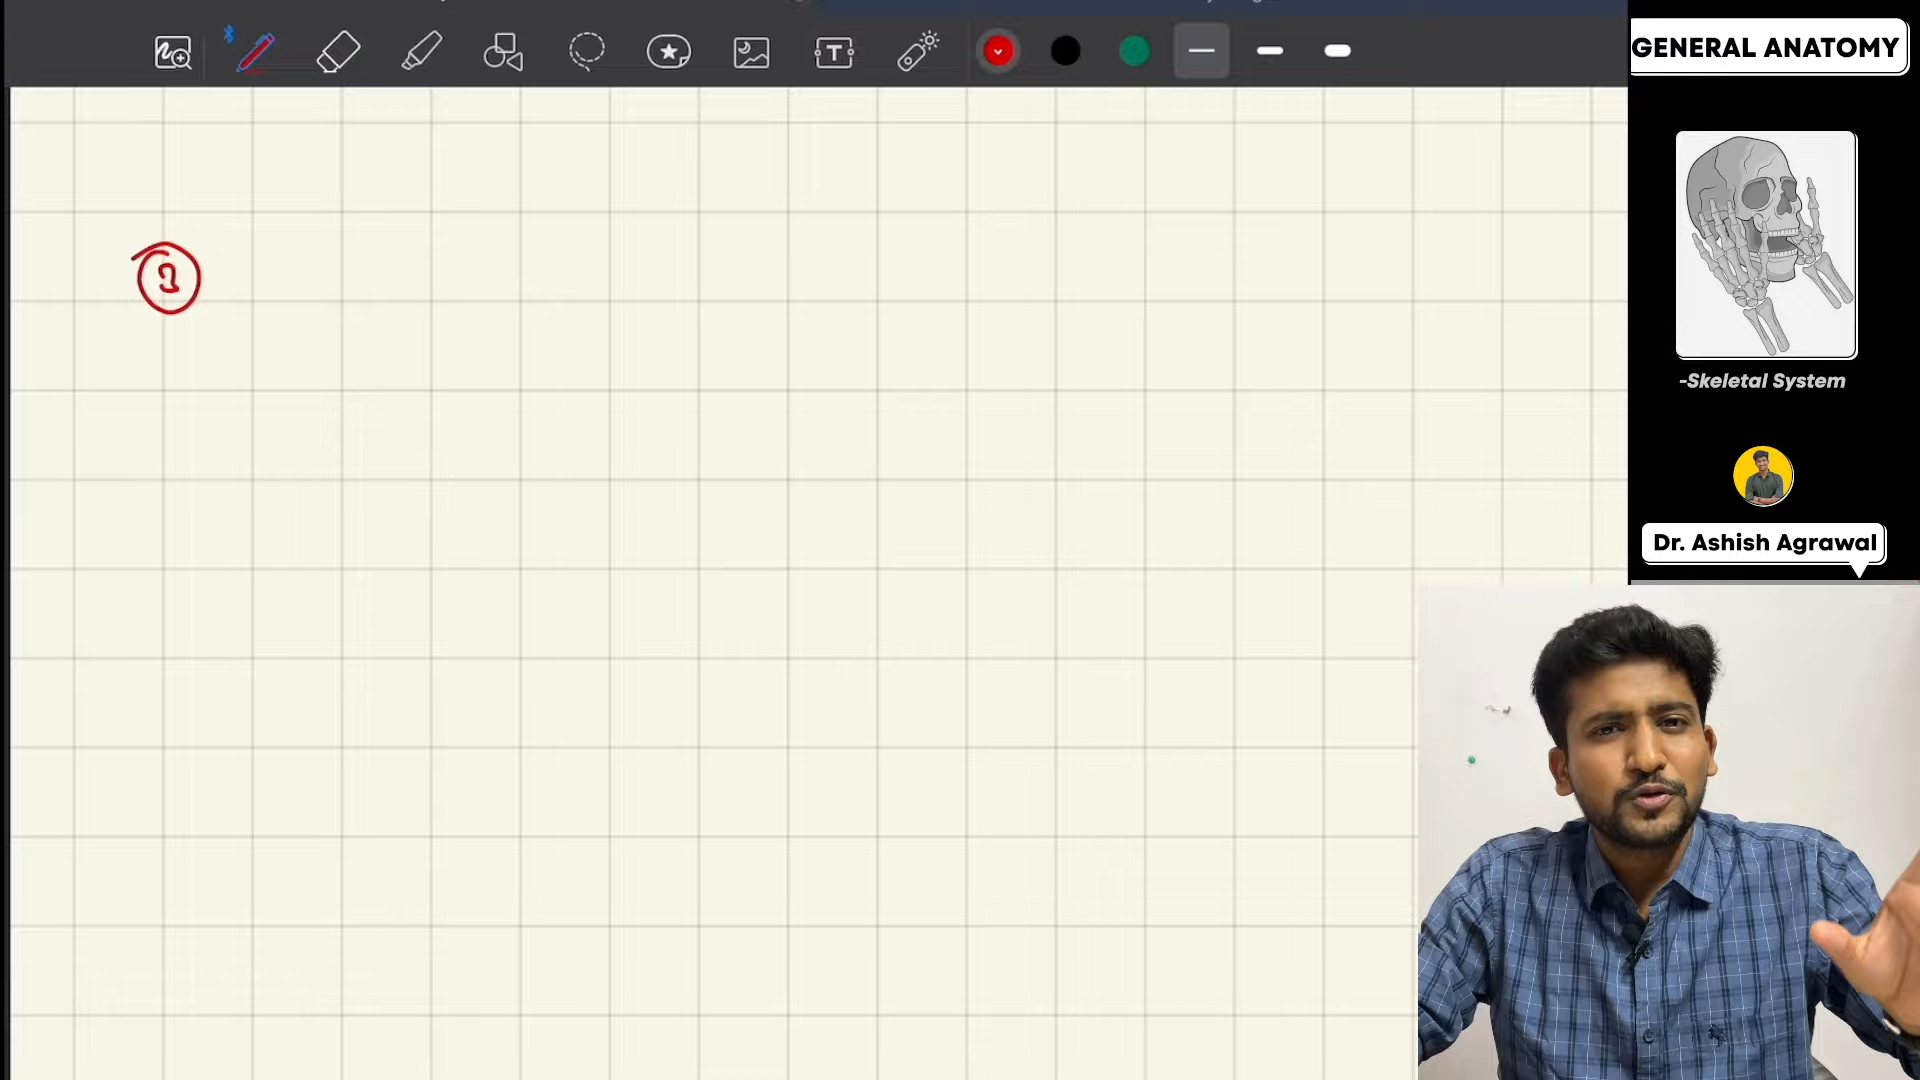 GENERAL ANATOMY
-Skeletal System
Dr. Ashish Agrawal
1
T